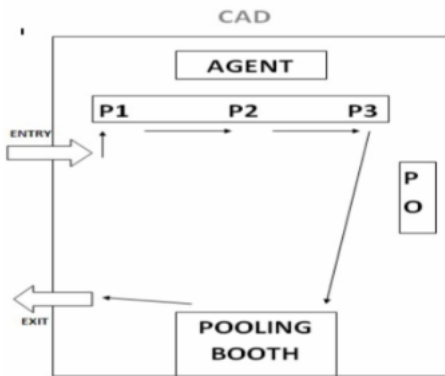 CAD
AGENT
P1 P2 P3
ENTRY
P
O
EXIT
POOLING
BOOTH